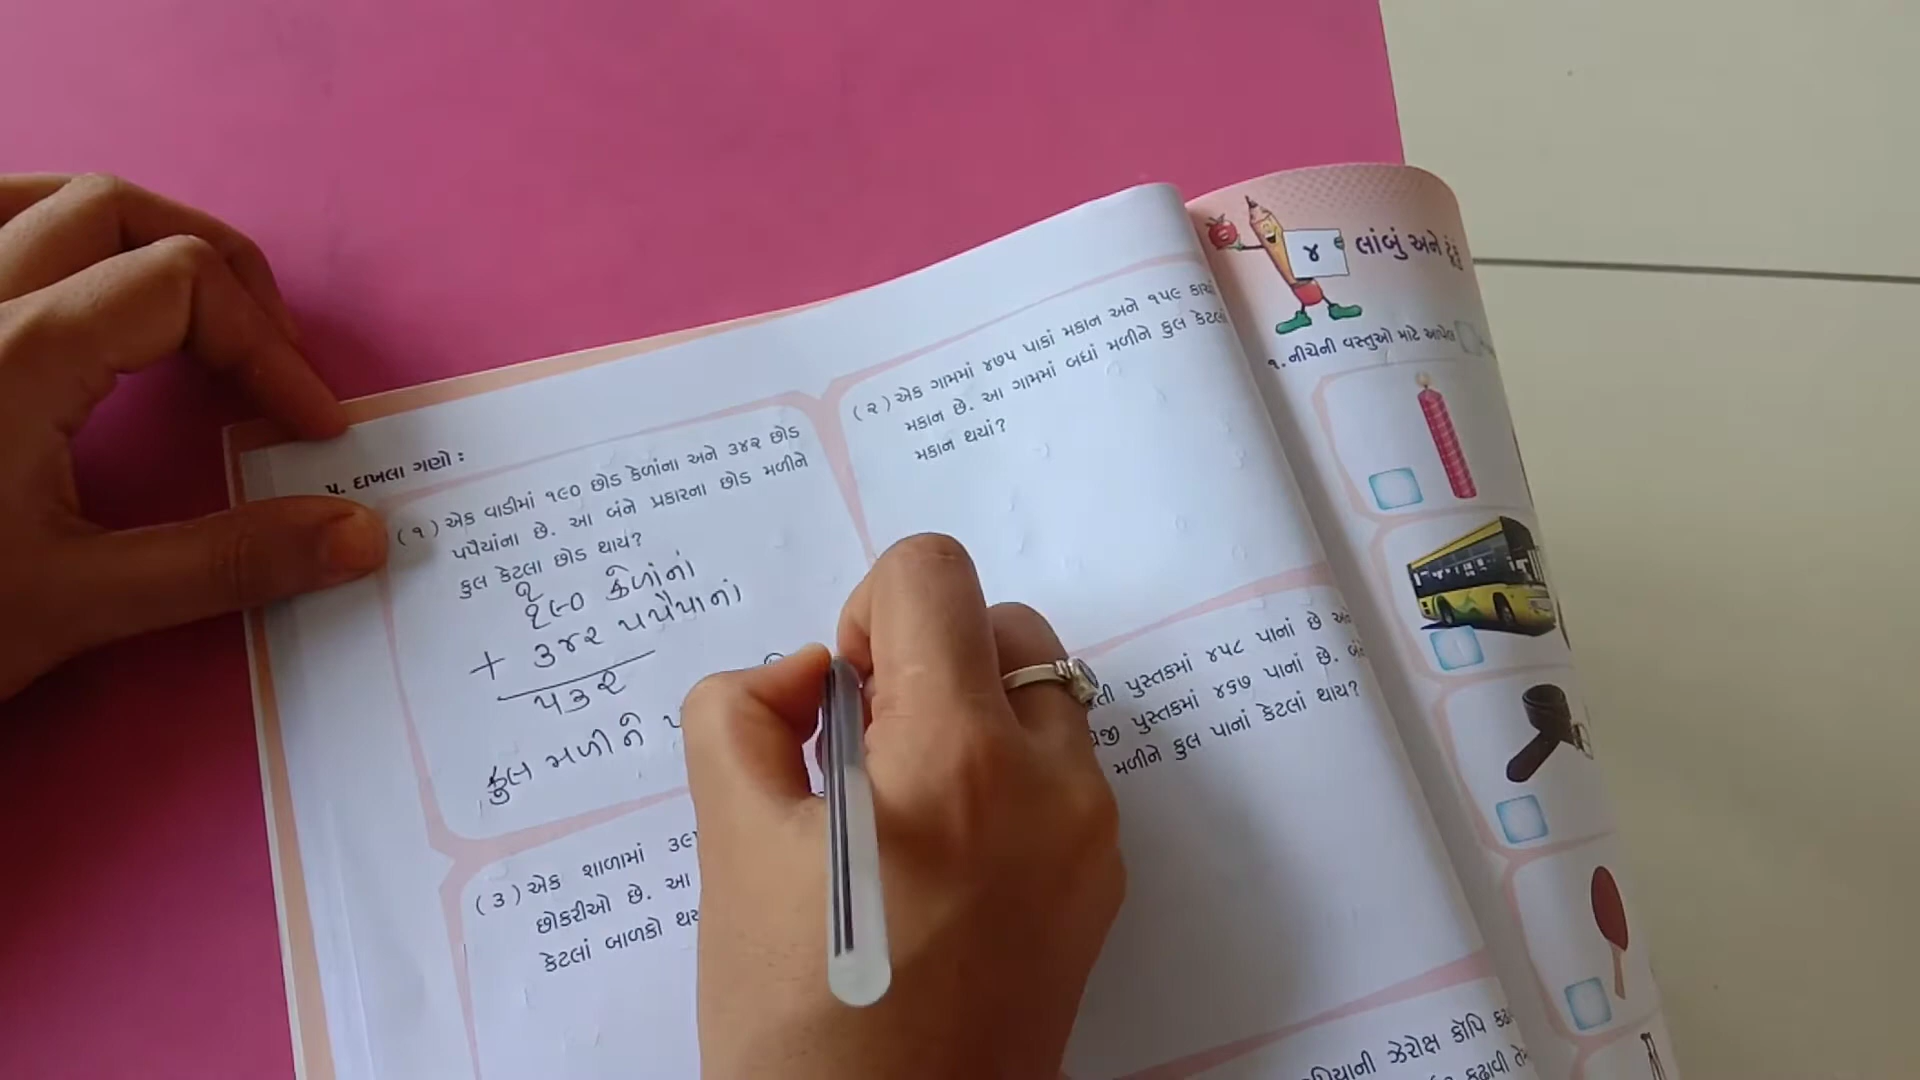 ૫. દાખલા ગણો :
(૧) એક વાડીમાં ૧૯૦ છોડ કેળાંના અને ૩૪૨ છોડ
પપૈયાંના છે. આ બંને પ્રકારના છોડ મળીને
કુલ કેટલા છોડ થાય?
૧
૧૯૦ કેળાંનાં
+ ૩૪૨ પપૈયાનાં
૫૩૨
કુલ મળીને
(૨) એક ગામમાં ૪૭૫ પાકાં મકાન અને ૧૫૯ કાચાં
મકાન છે. આ ગામમાં બધાં મળીને કુલ કેટલાં
મકાન થયાં?
(૩) એક શાળામાં
છોકરીઓ છે. આ
કેટલાં બાળકો
પુસ્તકમાં ૪૫૮ પાનાં છે
પુસ્તકમાં ૪૬૭ પાનાં છે.
મળીને કુલ પાનાં કેટલાં થાય?
ઝેરોક્ષ કૉપિ
કઢાવી
૪ લાંબું અને ટૂંકું
૧. નીચેની વસ્તુઓ માટે આપેલ